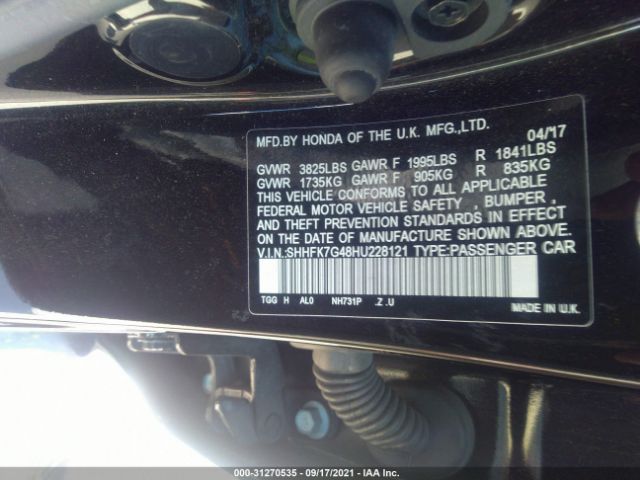 MFD.BY HONDA OF THE U.K. MFG.,LTD. 04/17
GVWR 3825LBS GAWR F 1995LBS R 1841LBS
GVWR 1735KG GAWR F 905KG R 835KG
THIS VEHICLE CONFORMS TO ALL APPLICABLE
FEDERAL MOTOR VEHICLE SAFETY , BUMPER ,
AND THEFT PREVENTION STANDARDS IN EFFECT
ON THE DATE OF MANUFACTURE SHOWN ABOVE.
V.I.N.:SHHFK7G48HU228121 TYPE:PASSENGER CAR
TGG H AL0 NH731P .Z .U
MADE IN U.K.
000-31270535 - 09/17/2021 - IAA Inc.